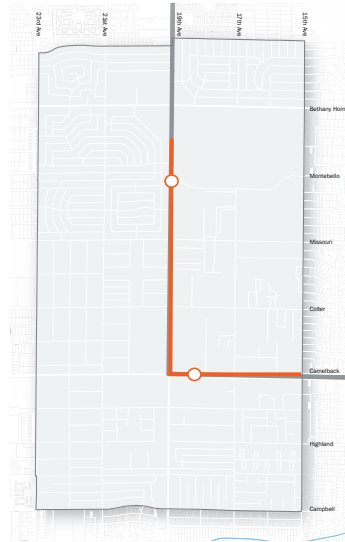 23rd Ave
21st Ave
19th Ave
17th Ave
15th Ave
Bethany Hom
Montebello
Missouri
Colter
Camelback
Highland
Campbell